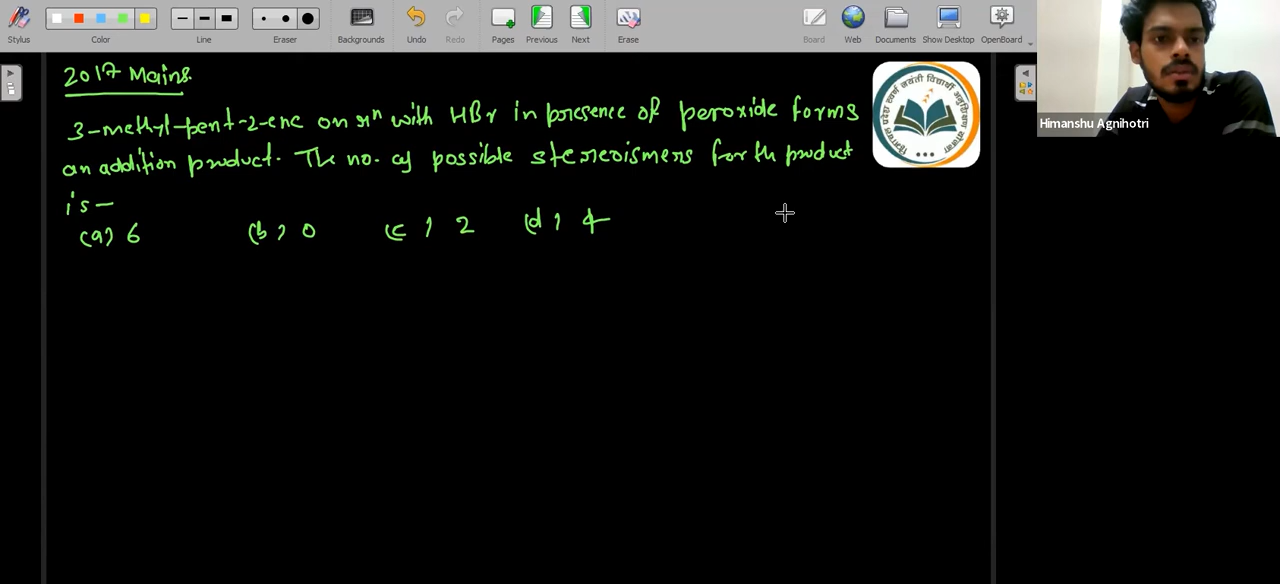 Stylus
Color
Line
Eraser
Backgrounds
Undo
Redo
Pages
Previous
Next
Erase
Board
Web
Documents
Show Desktop
OpenBoard
2017 Mains
3-methyl-pent-2-ene on rxn with HBr in presence of peroxide forms
an addition product. The no. of possible stereoismers for th product
is -
(a) 6 (b) 0 (c) 2 (d) 4
Himanshu Agnihotri